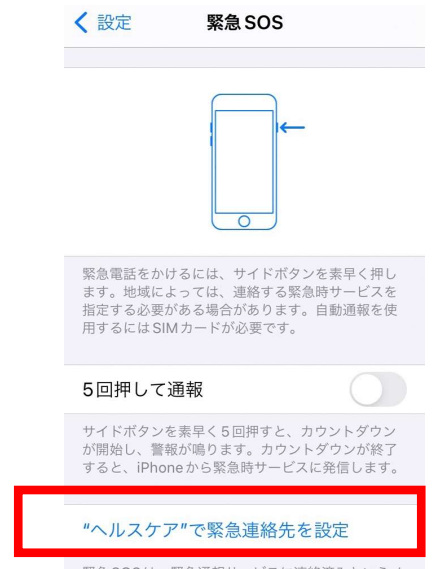 設定 緊急SOS
緊急電話をかけるには、サイドボタンを素早く押し
ます。地域によっては、連絡する緊急時サービスを
指定する必要がある場合があります。自動通報を使
用するにはSIMカードが必要です。
5回押して通報
サイドボタンを素早く5回押すと、カウントダウン
が開始し、警報が鳴ります。カウントダウンが終了
すると、iPhoneから緊急時サービスに発信します。
“ヘルスケア”で緊急連絡先を設定